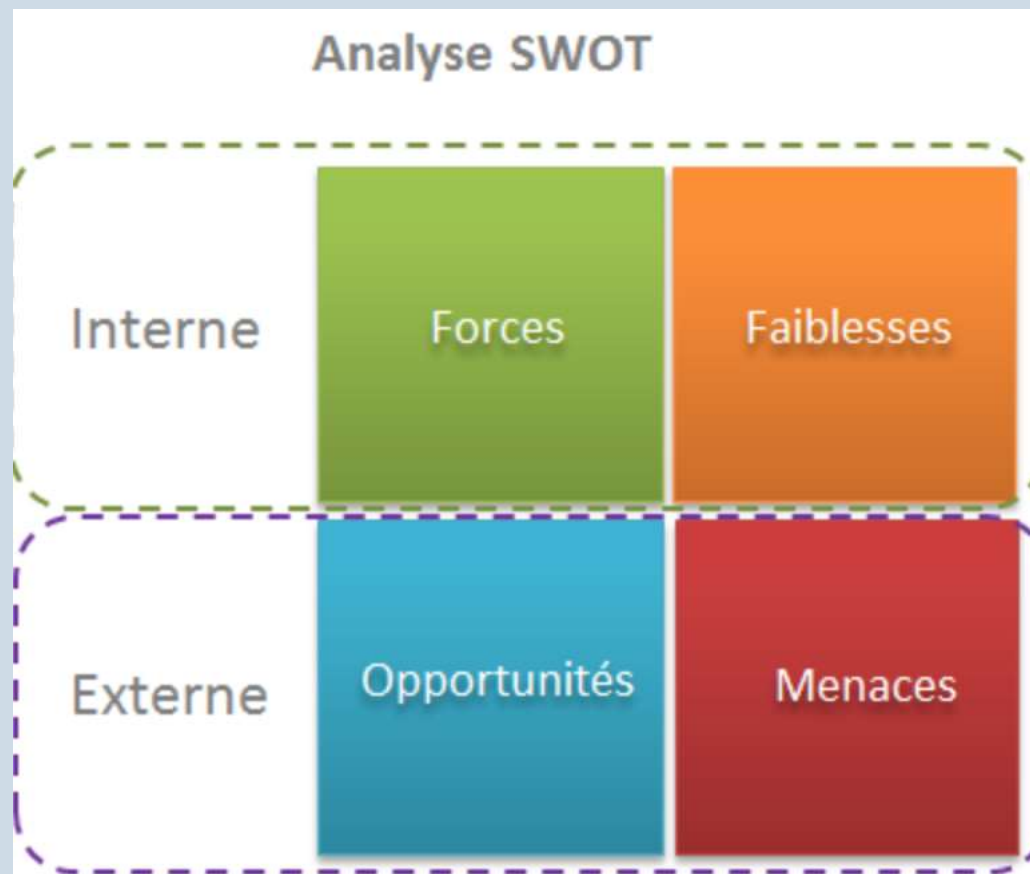 Analyse SWOT
Interne
Forces
Faiblesses
Externe
Opportunités
Menaces